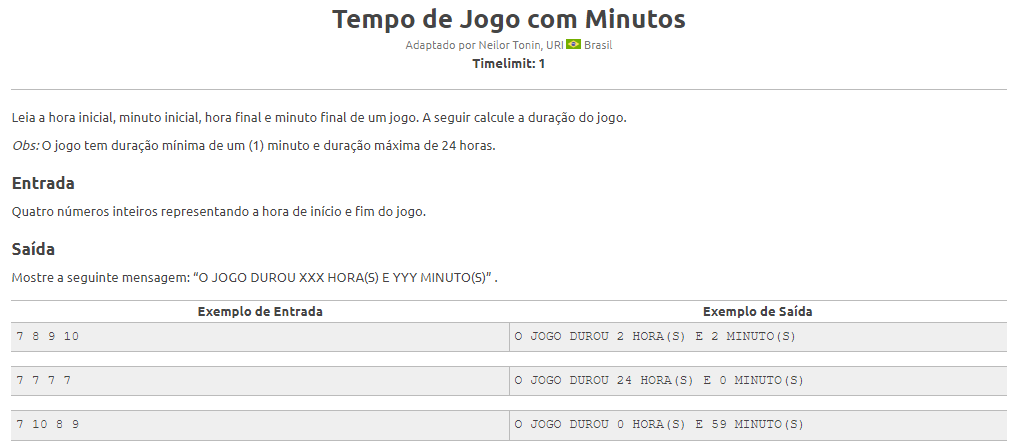 Tempo de Jogo com Minutos
Adaptado por Neilor Tonin, URI Brasil
Timelimit: 1
Leia a hora inicial, minuto inicial, hora final e minuto final de um jogo. A seguir calcule a duração do jogo.
Obs: O jogo tem duração mínima de um (1) minuto e duração máxima de 24 horas.
Entrada
Quatro números inteiros representando a hora de início e fim do jogo.
Saída
Mostre a seguinte mensagem: “O JOGO DUROU XXX HORA(S) E YYY MINUTO(S)” .
Exemplo de Entrada Exemplo de Saída
7 8 9 10 O JOGO DUROU 2 HORA(S) E 2 MINUTO(S)
7 7 7 7 O JOGO DUROU 24 HORA(S) E 0 MINUTO(S)
7 10 8 9 O JOGO DUROU 0 HORA(S) E 59 MINUTO(S)